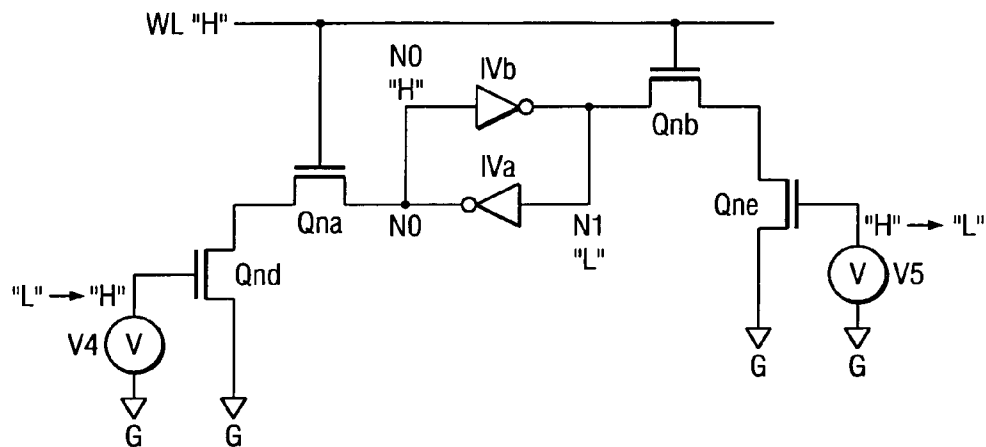 WL "H"
N0
"H"
IVb
Qnb
IVa
Qna
N0
N1
"L"
Qne
"H" → "L"
V
V5
Qnd
"L" → "H"
V4
V
G
G
G
G